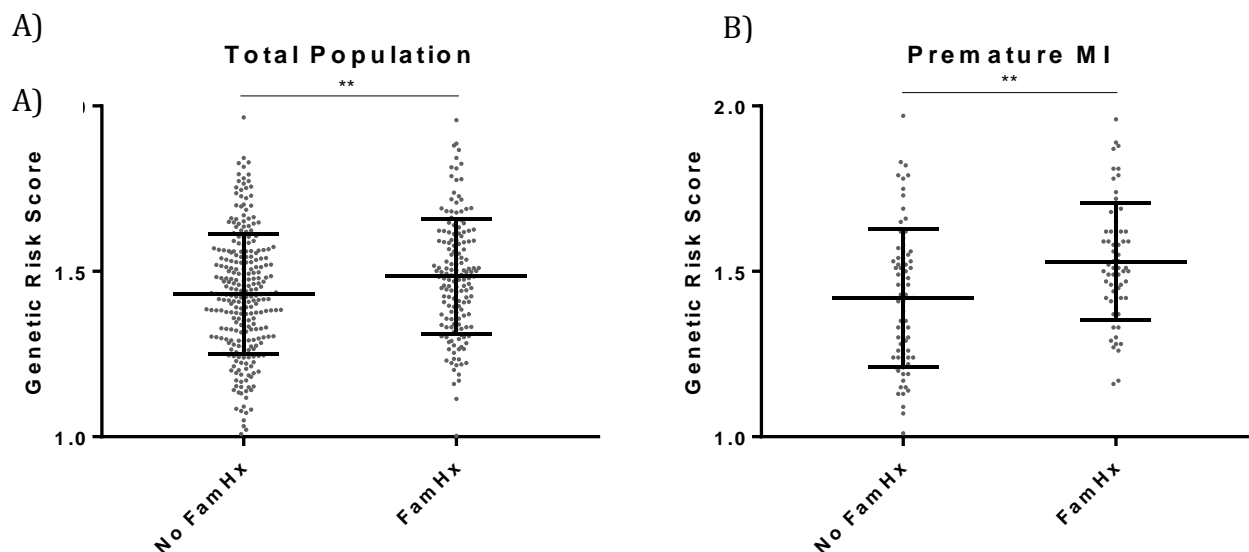 A)
Total Population
**
A)
Genetic Risk Score
1.5
1.0
No FamHx
FamHx
B)
Premature MI
**
2.0
Genetic Risk Score
1.5
1.0
No FamHx
FamHx